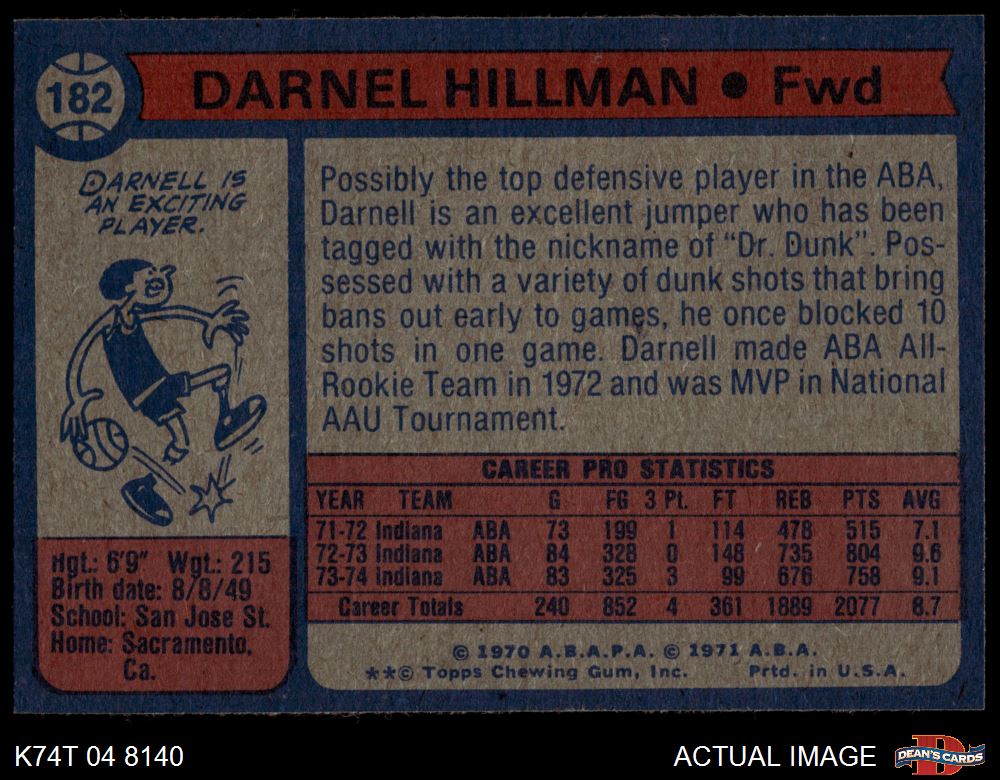 182
DARNEL HILLMAN ● Fwd
DARNELL IS
AN EXCITING
PLAYER.
Hgt.: 6'9" Wgt.: 215
Birth date: 8/8/49
School: San Jose St.
Home: Sacramento,
Ca.
Possibly the top defensive player in the ABA,
Darnell is an excellent jumper who has been
tagged with the nickname of “Dr. Dunk”. Pos-
sessed with a variety of dunk shots that bring
bans out early to games, he once blocked 10
shots in one game. Darnell made ABA All-
Rookie Team in 1972 and was MVP in National
AAU Tournament.
CAREER PRO STATISTICS
YEAR TEAM G FG 3 Pt. FT REB PTS AVG
71-72 Indiana ABA 73 199 1 114 478 515 7.1
72-73 Indiana ABA 84 328 0 148 735 804 9.6
73-74 Indiana ABA 83 325 3 99 676 758 9.1
Career Totals 240 852 4 361 1889 2077 8.7
© 1970 A.B.A.P.A. © 1971 A.B.A.
**© Topps Chewing Gum, Inc. Prtd. in U.S.A.
K74T 04 8140
ACTUAL IMAGE
DEAN'S CARDS